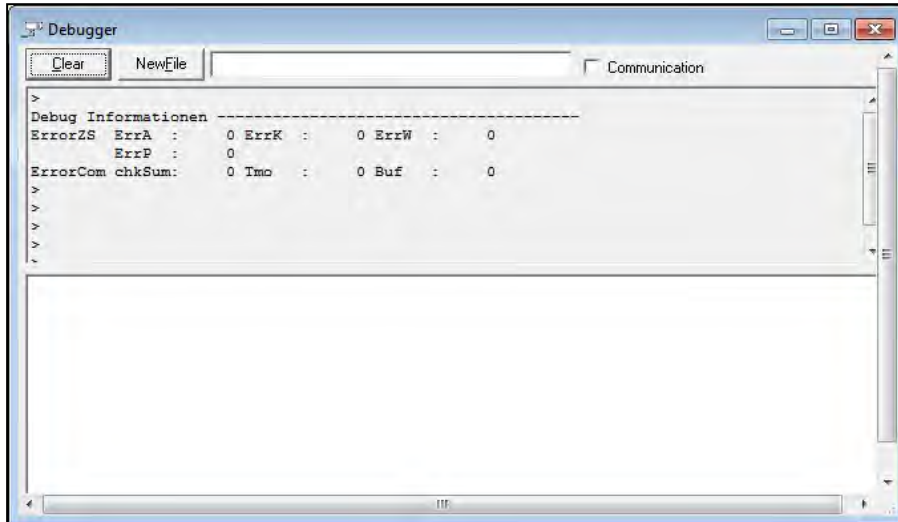 Debugger
Clear NewFile Communication
>
Debug Informationen ---------------------------------------
ErrorZS ErrA : 0 ErrK : 0 ErrW : 0
ErrP : 0
ErrorCom chkSum: 0 Tmo : 0 Buf : 0
>
>
>
>